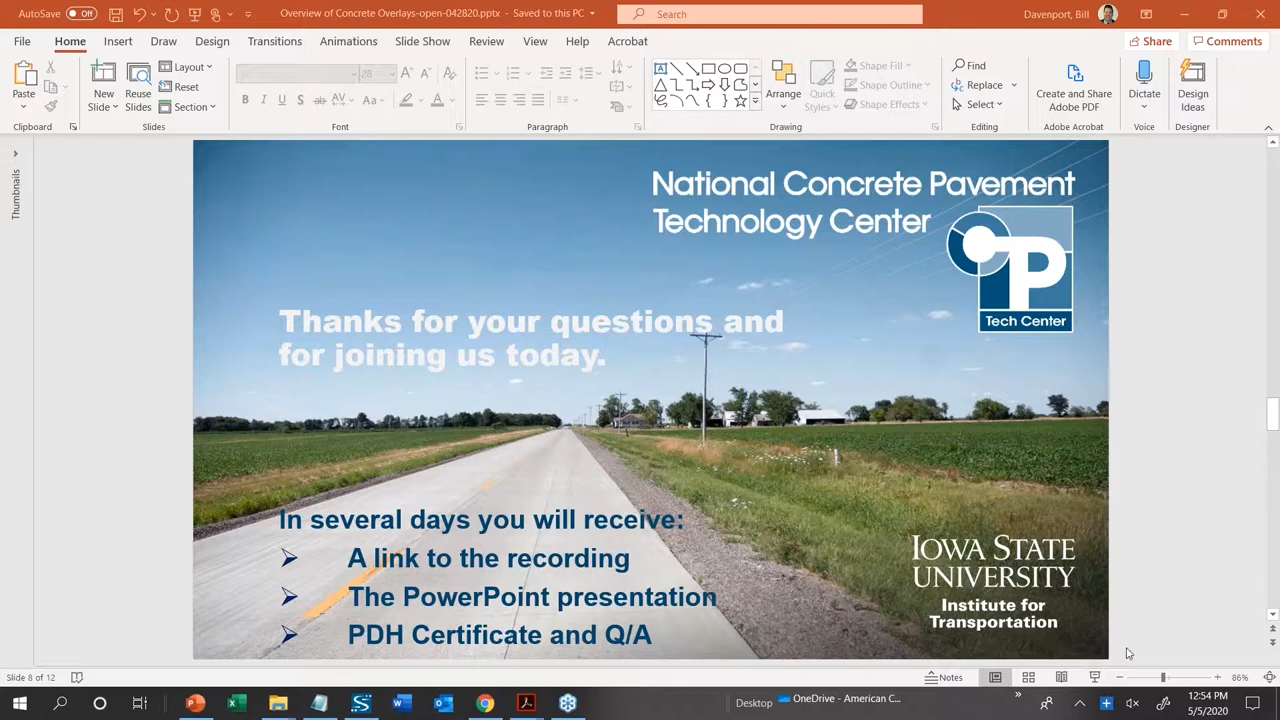 AutoSave Off
Overview of Concrete Overlays-open-042820.pptx - Saved to this PC
Search
Davenport, Bill
File Home Insert Draw Design Transitions Animations Slide Show Review View Help Acrobat
Share Comments
Paste
New Slide
Reuse Slides
Layout
Reset
Section
28
B I U S ab AV Aa A
Arrange
Quick Styles
Shape Fill
Shape Outline
Shape Effects
Find
Replace
Select
Create and Share Adobe PDF
Dictate
Design Ideas
Clipboard Slides Font Paragraph Drawing Editing Adobe Acrobat Voice Designer
Thumbnails
National Concrete Pavement
Technology Center
CP
Tech Center
Thanks for your questions and
for joining us today.
In several days you will receive:
A link to the recording
The PowerPoint presentation
PDH Certificate and Q/A
IOWA STATE
UNIVERSITY
Institute for
Transportation
Slide 8 of 12
Notes
86%
Desktop
OneDrive - American C...
12:54 PM
5/5/2020